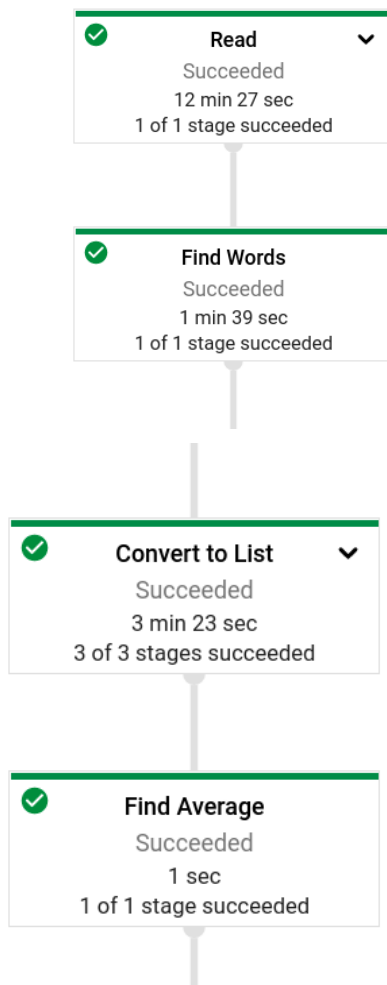 Read
Succeeded
12 min 27 sec
1 of 1 stage succeeded
Find Words
Succeeded
1 min 39 sec
1 of 1 stage succeeded
Convert to List
Succeeded
3 min 23 sec
3 of 3 stages succeeded
Find Average
Succeeded
1 sec
1 of 1 stage succeeded